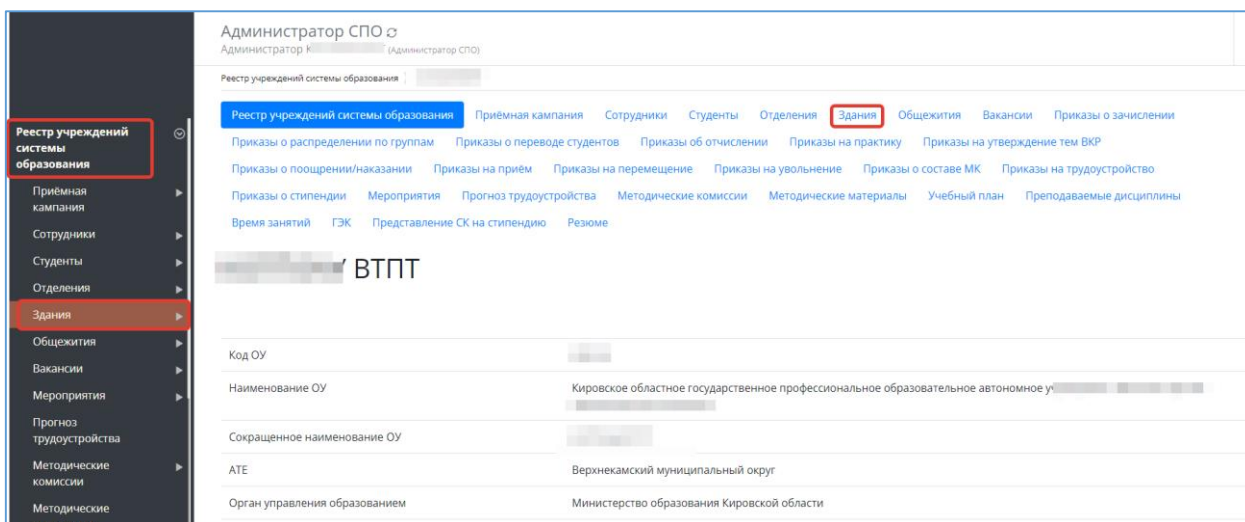 Администратор СПО
Администратор К (Администратор СПО)
Реестр учреждений системы образования
Реестр учреждений системы образования Приёмная кампания Сотрудники Студенты Отделения Здания Общежития Вакансии Приказы о зачислении
Приказы о распределении по группам Приказы о переводе студентов Приказы об отчислении Приказы на практику Приказы на утверждение тем ВКР
Приказы о поощрении/наказании Приказы на приём Приказы на перемещение Приказы на увольнение Приказы о составе МК Приказы на трудоустройство
Приказы о стипендии Мероприятия Прогноз трудоустройства Методические комиссии Методические материалы Учебный план Преподаваемые дисциплины
Время занятий ГЭК Представление СК на стипендию Резюме
Реестр учреждений
системы
образования
Приёмная
кампания
Сотрудники
Студенты
Отделения
Здания
Общежития
Вакансии
Мероприятия
Прогноз
трудоустройства
Методические
комиссии
Методические
ВТПТ
Код ОУ
Наименование ОУ Кировское областное государственное профессиональное образовательное автономное
Сокращенное наименование ОУ
АТЕ Верхнекамский муниципальный округ
Орган управления образованием Министерство образования Кировской области